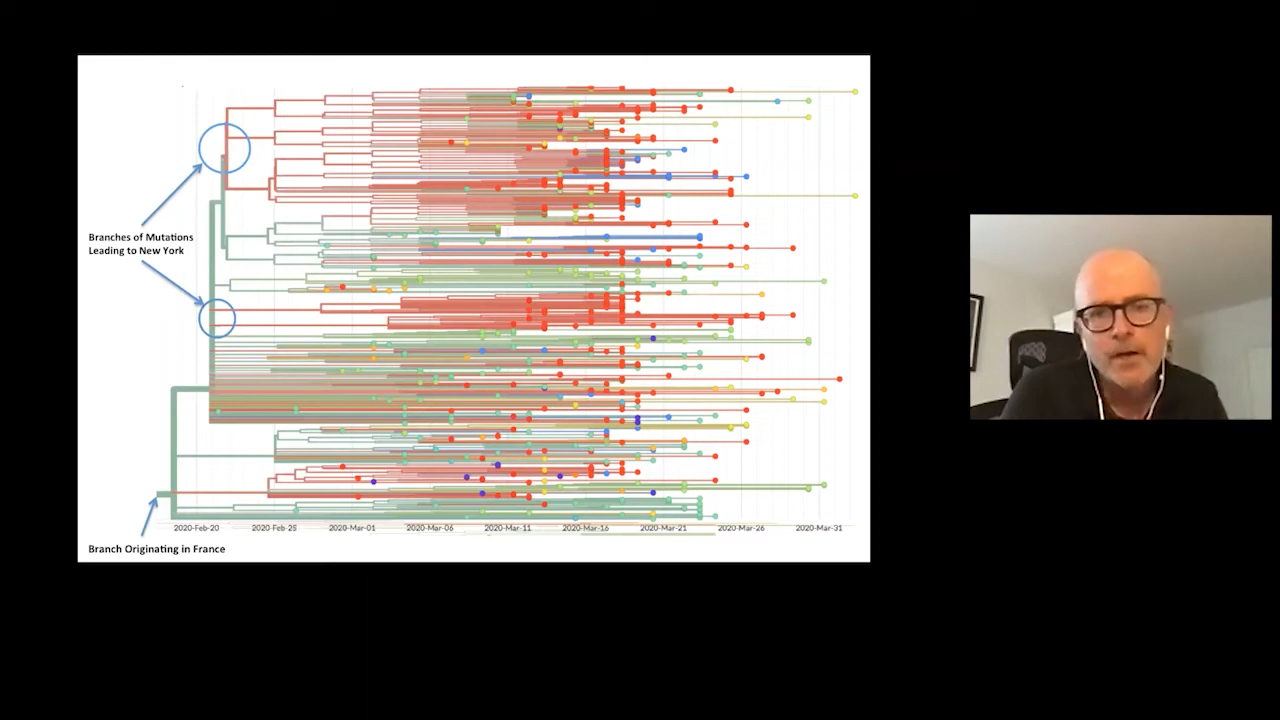 Branches of Mutations
Leading to New York
2020-Feb-20 2020-Feb-25 2020-Mar-01 2020-Mar-06 2020-Mar-11 2020-Mar-16 2020-Mar-21 2020-Mar-26 2020-Mar-31
Branch Originating in France